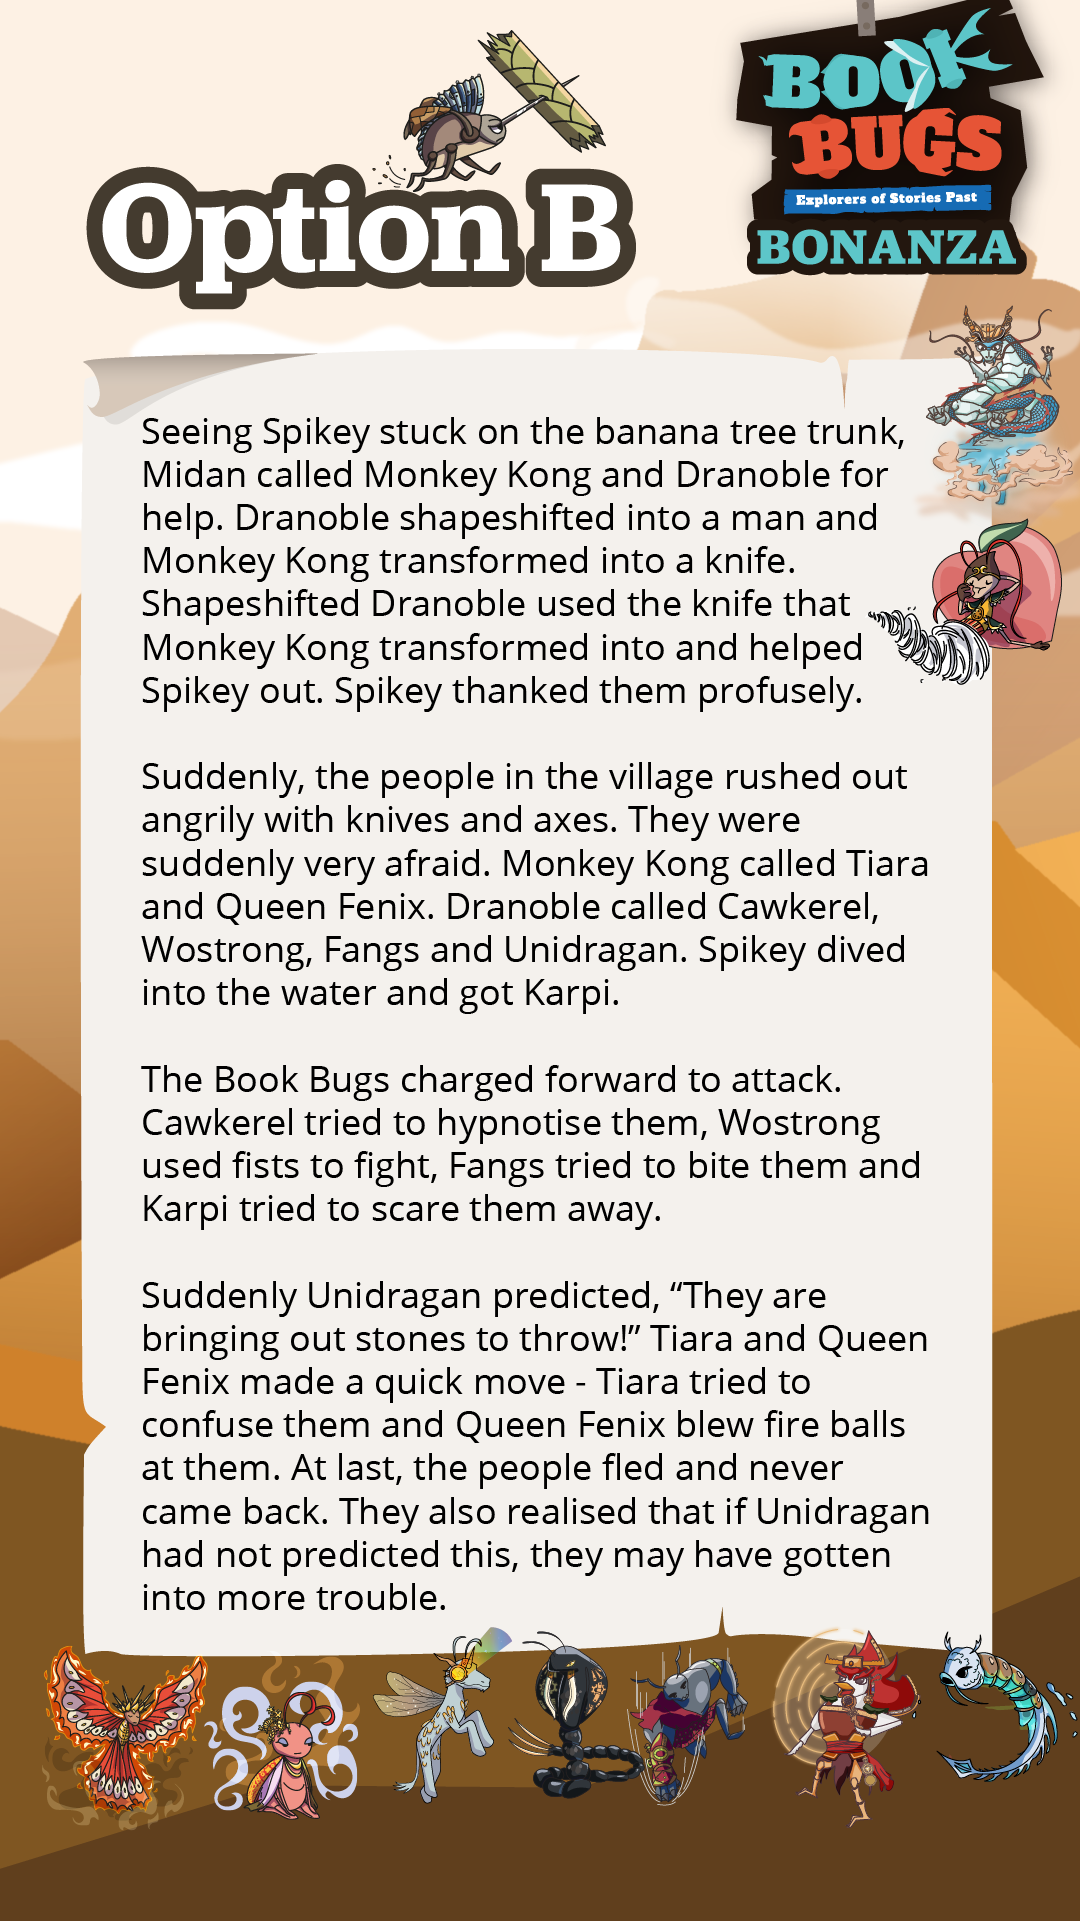 BOOK
BUGS
Explorers of Stories Past
BONANZA
Option B
Seeing Spikey stuck on the banana tree trunk,
Midan called Monkey Kong and Dranoble for
help. Dranoble shapeshifted into a man and
Monkey Kong transformed into a knife.
Shapeshifted Dranoble used the knife that
Monkey Kong transformed into and helped
Spikey out. Spikey thanked them profusely.
Suddenly, the people in the village rushed out
angrily with knives and axes. They were
suddenly very afraid. Monkey Kong called Tiara
and Queen Fenix. Dranoble called Cawkerel,
Wostrong, Fangs and Unidragan. Spikey dived
into the water and got Karpi.
The Book Bugs charged forward to attack.
Cawkerel tried to hypnotise them, Wostrong
used fists to fight, Fangs tried to bite them and
Karpi tried to scare them away.
Suddenly Unidragan predicted, “They are
bringing out stones to throw!” Tiara and Queen
Fenix made a quick move - Tiara tried to
confuse them and Queen Fenix blew fire balls
at them. At last, the people fled and never
came back. They also realised that if Unidragan
had not predicted this, they may have gotten
into more trouble.